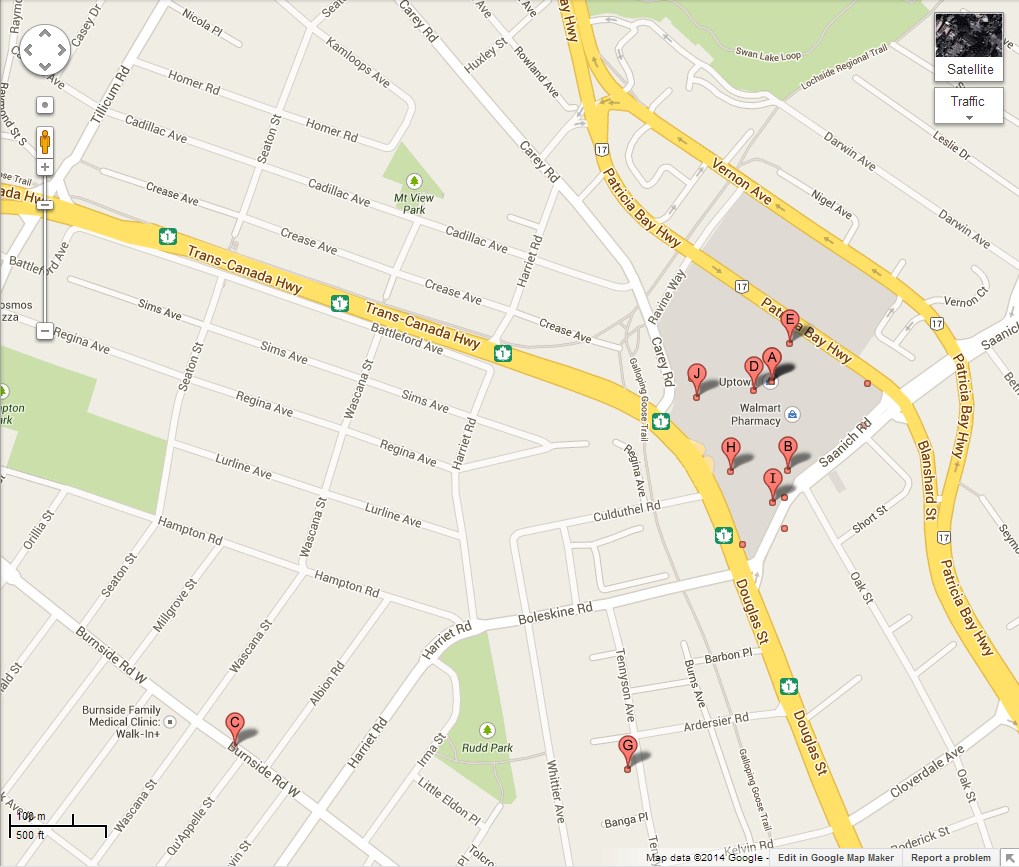 Nicola Pl
Casey Dr
Raymond
Seaton St
Kamloops Ave
Carey Rd
Huxley St
Rowland Ave
Hwy
Swan Lake Loop
Lochside Regional Trail
Satellite
Traffic
Tillicum Rd
Homer Rd
Homer Rd
Cadillac Ave
Seaton St
Carey Rd
17
Darwin Ave
Leslie Dr
Crease Ave
Cadillac Ave
Mt View
Park
Vernon Ave
Patricia Bay Hwy
Nigel Ave
Darwin Ave
1
Trans-Canada Hwy
Crease Ave
Cadillac Ave
Harriet Rd
Battleford Ave
Ravine Way
17
Vernon Ct
1
Trans-Canada Hwy
Crease Ave
Crease Ave
Patricia Bay Hwy
17
Sims Ave
Battleford Ave
E
Saanich
Regina Ave
Seaton St
Sims Ave
Wascana St
1
Carey Rd
Galloping Goose Trail
J
D
A
Uptown
Patricia Bay Hwy
Regina Ave
Sims Ave
1
Walmart
Pharmacy
Lurline Ave
Regina Ave
Harriet Rd
Regina Ave
H
B
Saanich Rd
Blanshard St
I
Orillia St
Hampton Rd
Wascana St
Lurline Ave
Culduthel Rd
1
Short St
17
Seaton St
Millgrove St
Hampton Rd
Boleskine Rd
Douglas St
Oak St
Patricia Bay Hwy
Burnside Rd W
Wascana St
Albion Rd
Harriet Rd
Tennyson Ave
Burns Ave
Barbon Pl
1
Burnside Family
Medical Clinic:
Walk-In+
C
Burnside Rd W
Harriet Rd
Irma St
Rudd Park
G
Ardersier Rd
Douglas St
Galloping Goose Trail
Cloverdale Ave
Oak St
Wascana St
Qu'Appelle St
Little Eldon Pl
Whittier Ave
Banga Pl
Kelvin Rd
100 m
500 ft
Map data ©2014 Google -
Edit in Google Map Maker
Report a problem